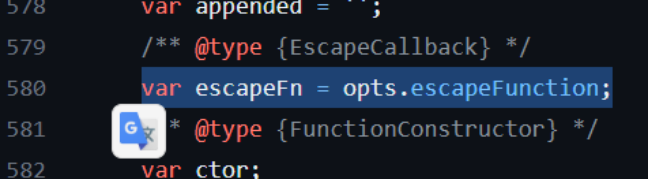 578 var appended = '';
579 /** @type {EscapeCallback} */
580 var escapeFn = opts.escapeFunction;
581 * @type {FunctionConstructor} */
582 var ctor;